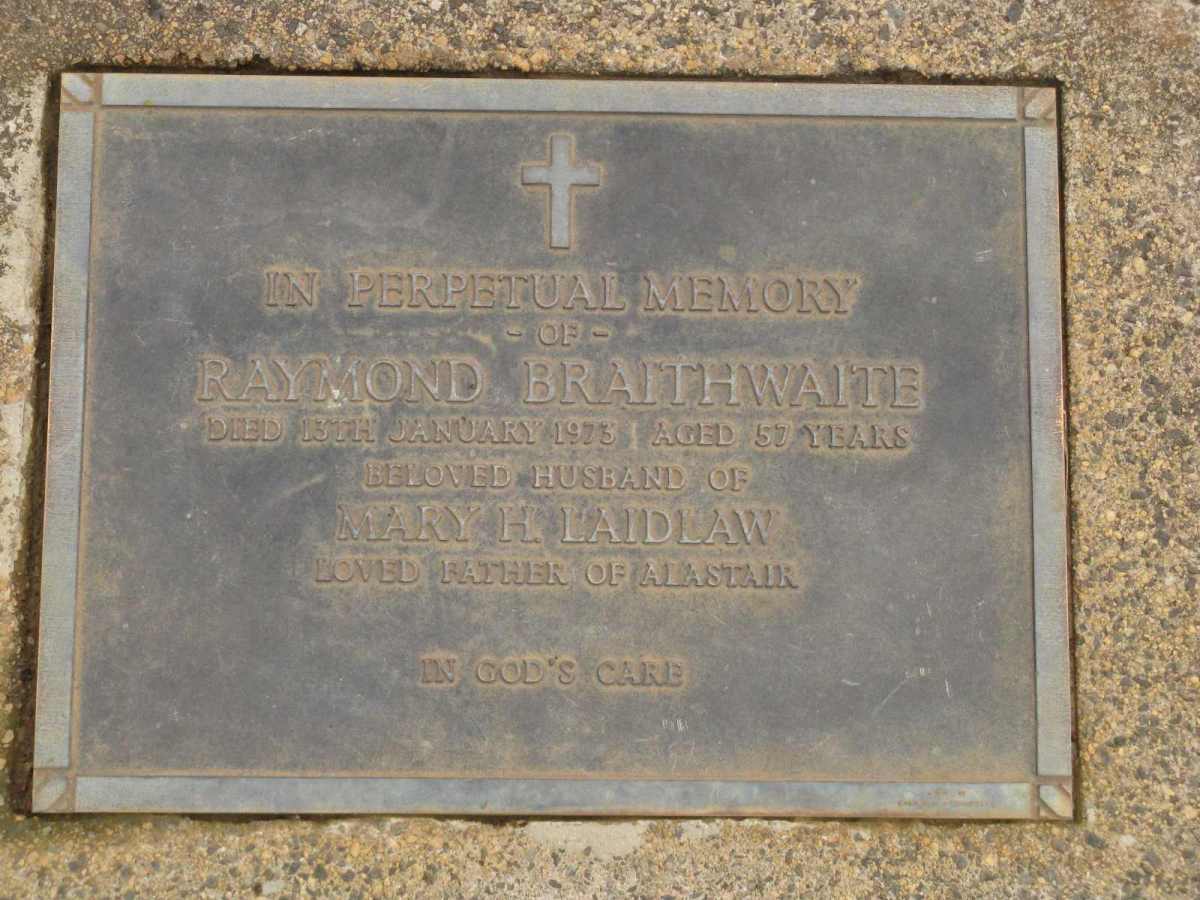 IN PERPETUAL MEMORY
- OF -
RAYMOND BRAITHWAITE
DIED 13TH JANUARY 1973 AGED 57 YEARS
BELOVED HUSBAND OF
MARY H. LAIDLAW
LOVED FATHER OF ALASTAIR
IN GOD'S CARE